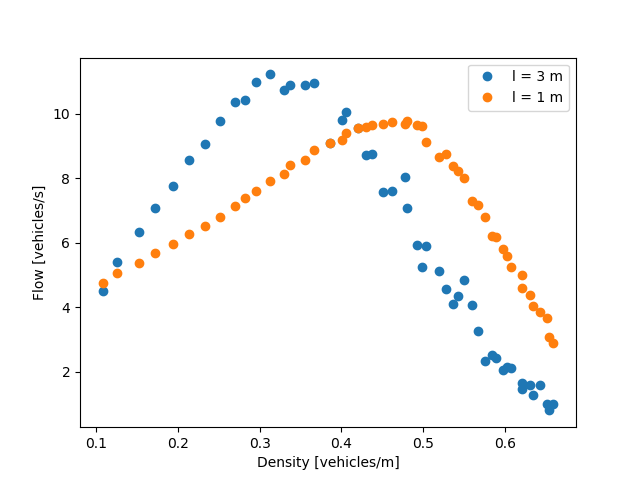 l = 3 m
l = 1 m
10
8
6
4
2
Flow [vehicles/s]
0.1 0.2 0.3 0.4 0.5 0.6
Density [vehicles/m]